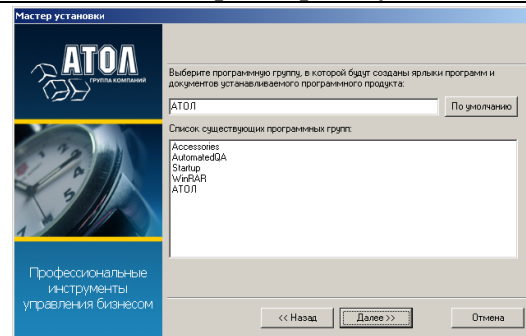 Мастер установки
АТОЛ
ГРУППА КОМПАНИЙ
Выберите программную группу, в которой будут созданы ярлыки программ и
документов устанавливаемого программного продукта:
АТОЛ
По умолчанию
Список существующих программных групп:
Accessories
AutomatedQA
Startup
WinRAR
АТОЛ
Профессиональные
инструменты
управления бизнесом
<< Назад
Далее >>
Отмена